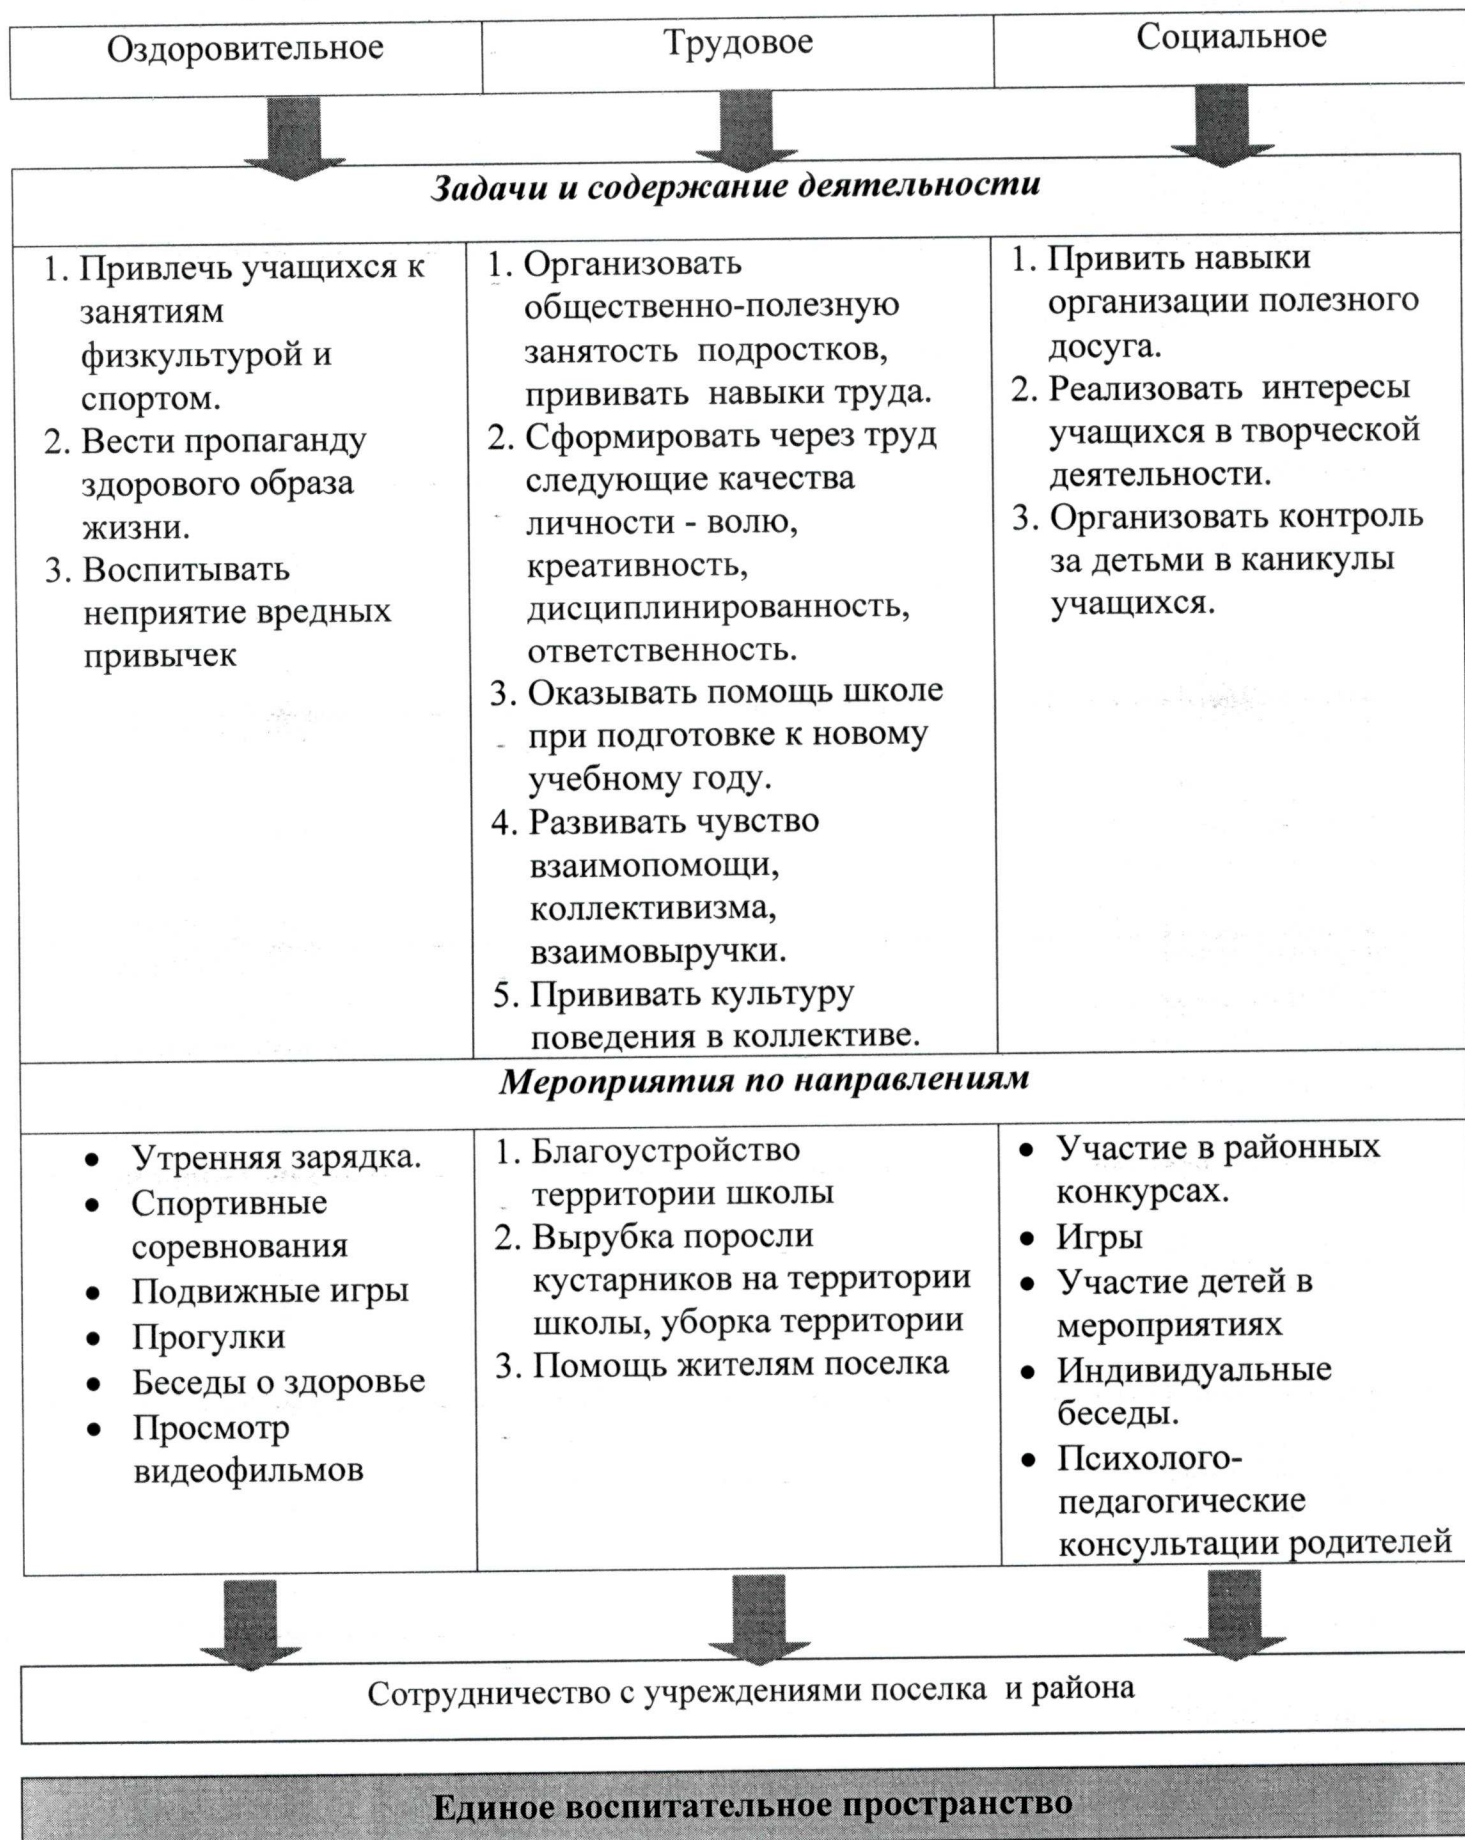 Оздоровительное
Трудовое
Социальное
Задачи и содержание деятельности
1. Привлечь учащихся к
занятиям
физкультурой и
спортом.
2. Вести пропаганду
здорового образа
жизни.
3. Воспитывать
неприятие вредных
привычек
1. Организовать
общественно-полезную
занятость подростков,
прививать навыки труда.
2. Сформировать через труд
следующие качества
личности - волю,
креативность,
дисциплинированность,
ответственность.
3. Оказывать помощь школе
при подготовке к новому
учебному году.
4. Развивать чувство
взаимопомощи,
коллективизма,
взаимовыручки.
5. Прививать культуру
поведения в коллективе.
1. Привить навыки
организации полезного
досуга.
2. Реализовать интересы
учащихся в творческой
деятельности.
3. Организовать контроль
за детьми в каникулы
учащихся.
Мероприятия по направлениям
• Утренняя зарядка.
• Спортивные
соревнования
• Подвижные игры
• Прогулки
• Беседы о здоровье
• Просмотр
видеофильмов
1. Благоустройство
территории школы
2. Вырубка поросли
кустарников на территории
школы, уборка территории
3. Помощь жителям поселка
• Участие в районных
конкурсах.
• Игры
• Участие детей в
мероприятиях
• Индивидуальные
беседы.
• Психолого-
педагогические
консультации родителей
Сотрудничество с учреждениями поселка и района
Единое воспитательное пространство